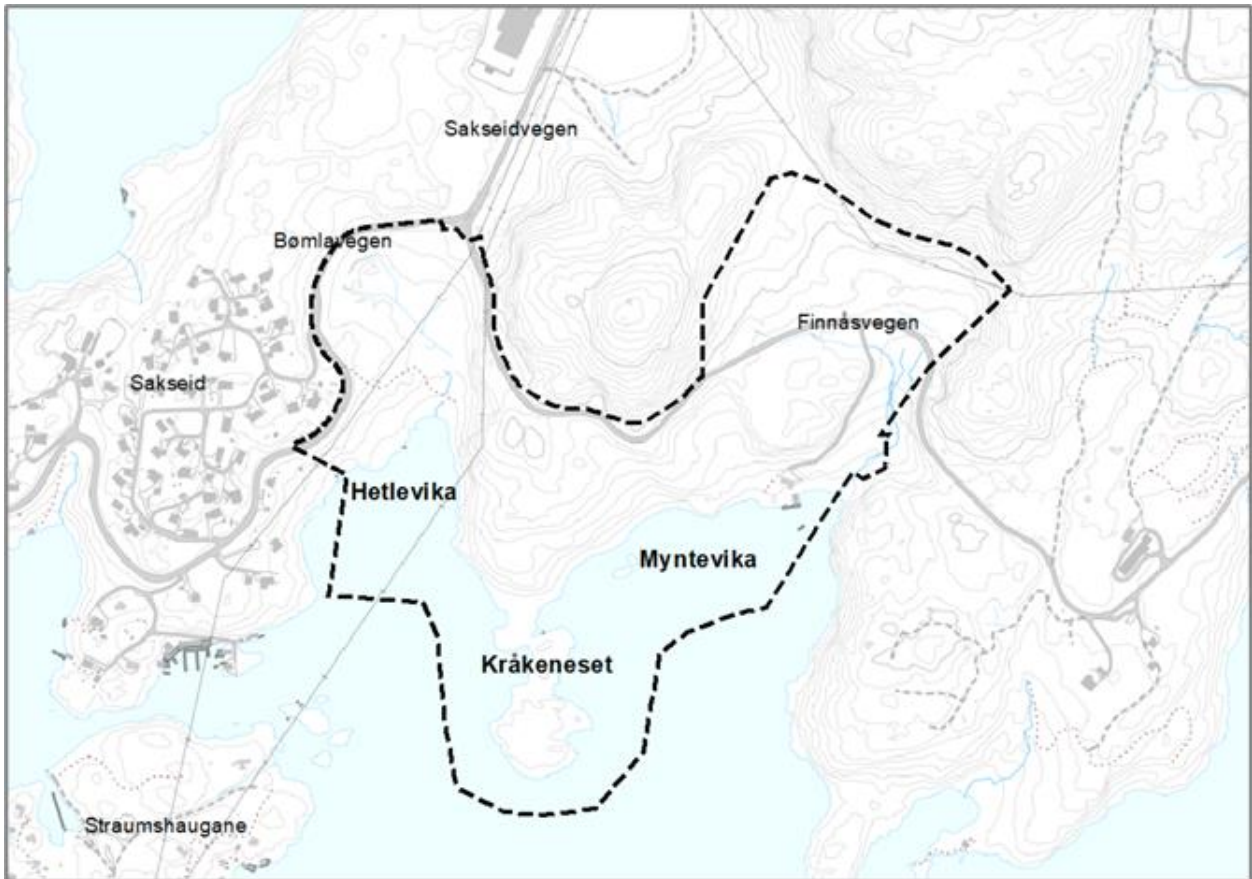 Sakseidvegen
Bømlavegen
Finnåsvegen
Sakseid
Hetlevika
Myntevika
Kråkeneset
Straumshaugane